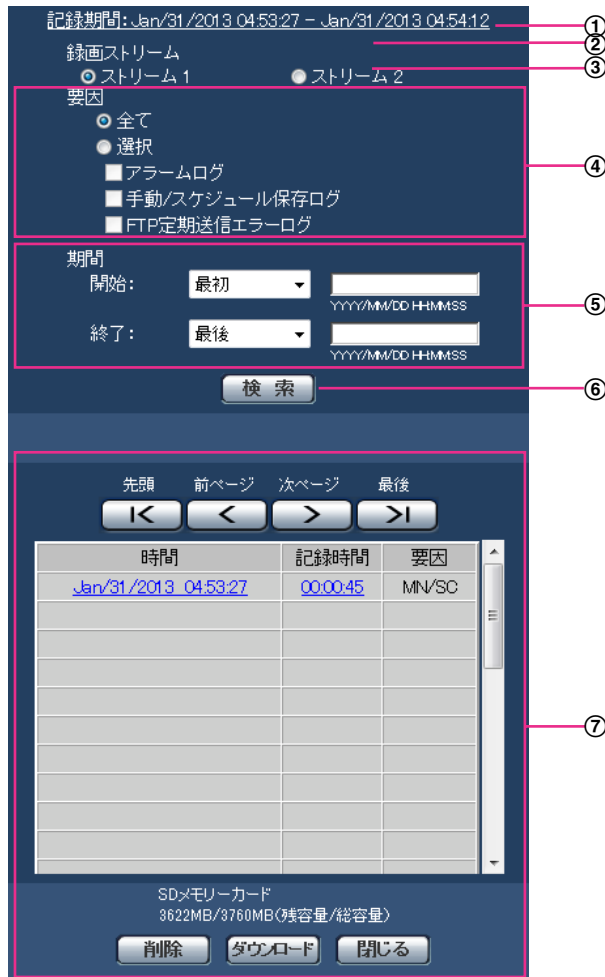 記録期間:Jan/31/2013 04:53:27 - Jan/31/2013 04:54:12 ①
②
録画ストリーム
ストリーム 1 ストリーム 2 ③
要因
全て
選択
アラームログ ④
手動/スケジュール保存ログ
FTP定期送信エラーログ
期間
開始: 最初
YYYY/MM/DD HH:MM:SS ⑤
終了: 最後
YYYY/MM/DD HH:MM:SS
検 索 ⑥
先頭 前ページ 次ページ 最後
時間 記録時間 要因
Jan/31/2013 04:53:27 00:00:45 MN/SC
⑦
SDメモリーカード
3622MB/3760MB(残容量/総容量)
削除 ダウンロード 閉じる